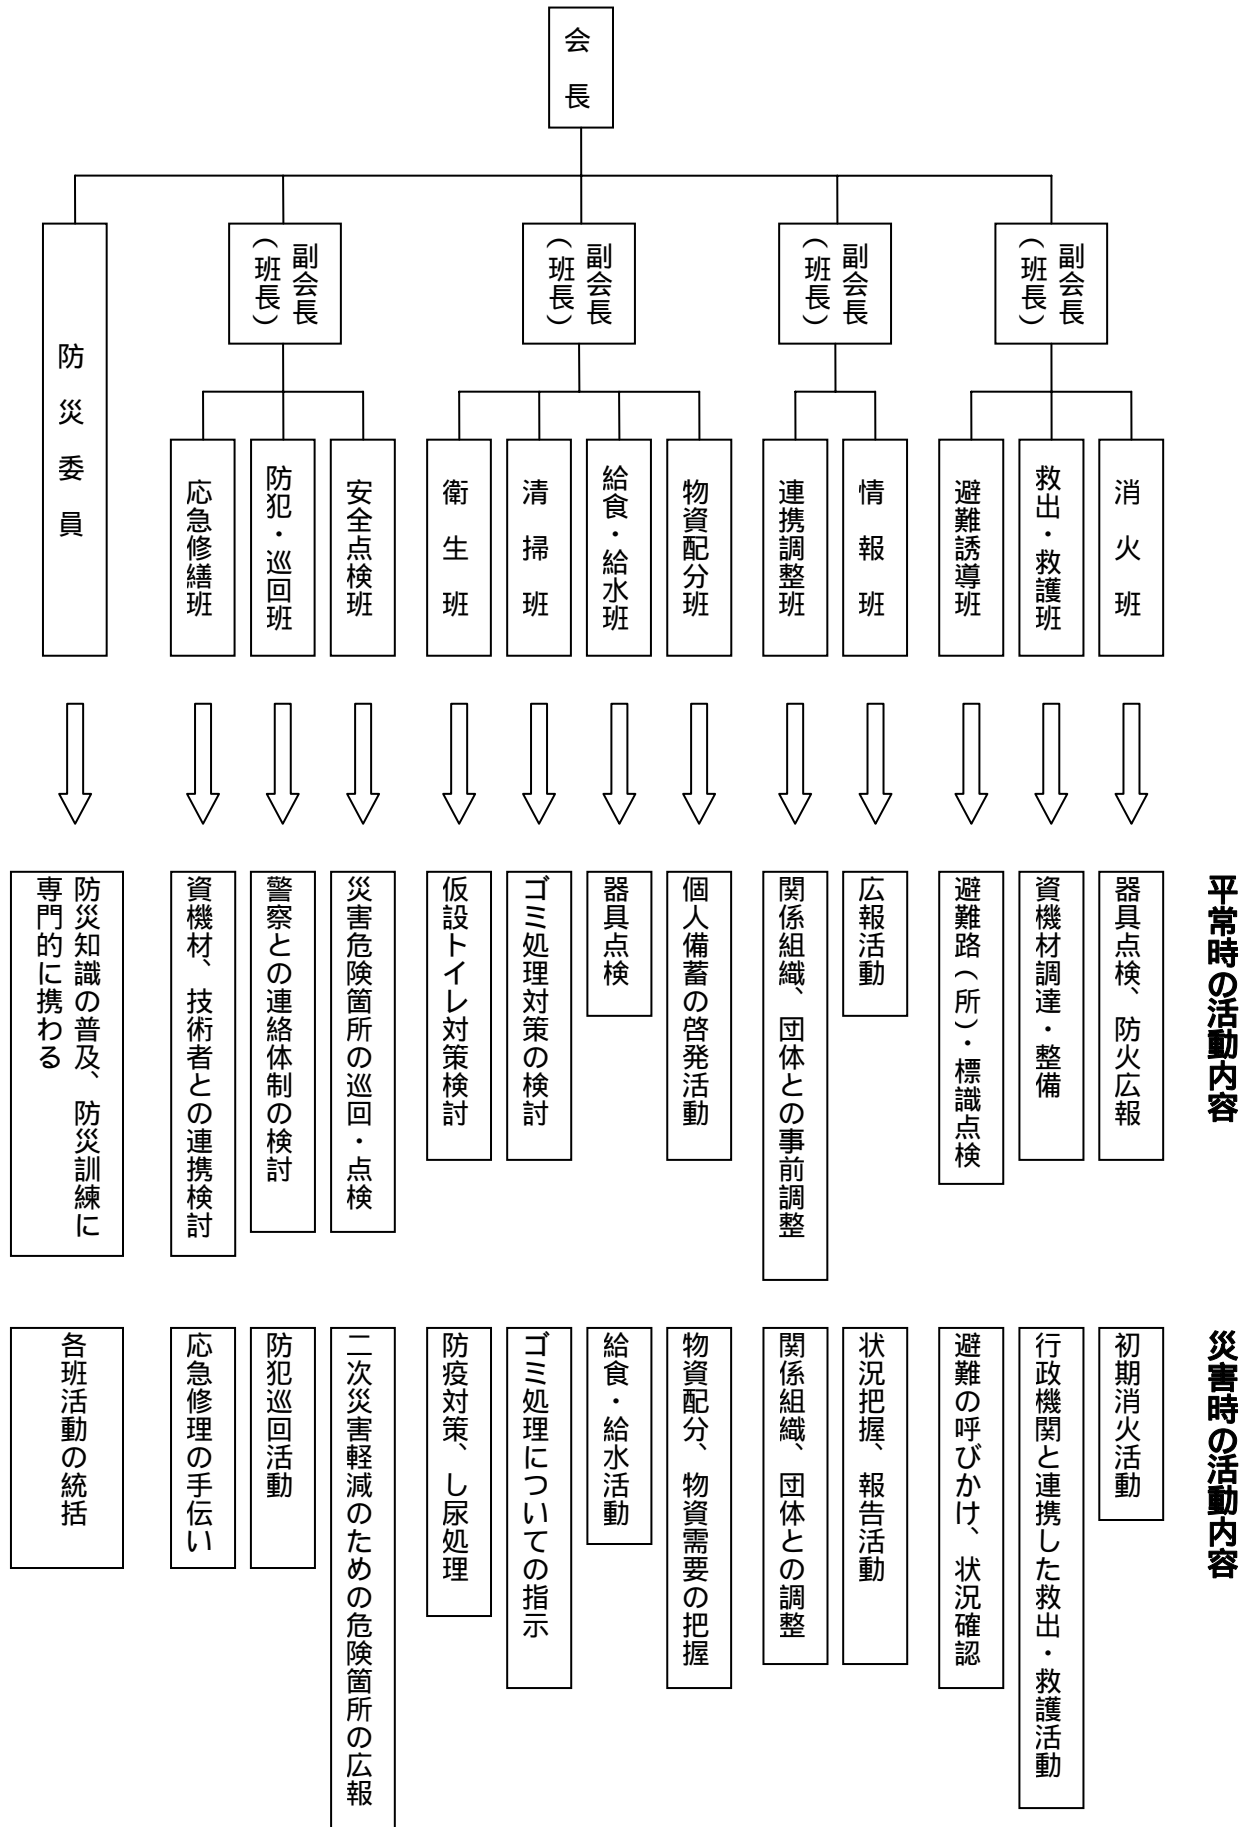 会長
副会長
（班長）
副会長
（班長）
副会長
（班長）
副会長
（班長）
防災委員
消火班
救出・救護班
避難誘導班
情報班
連携調整班
物資配分班
給食・給水班
清掃班
衛生班
安全点検班
防犯・巡回班
応急修繕班
平常時の活動内容
器具点検、防火広報
資機材調達・整備
避難路（所）・標識点検
広報活動
関係組織、団体との事前調整
個人備蓄の啓発活動
器具点検
ゴミ処理対策の検討
仮設トイレ対策検討
災害危険箇所の巡回・点検
警察との連絡体制の検討
資機材、技術者との連携検討
防災知識の普及、防災訓練に
専門的に携わる
災害時の活動内容
初期消火活動
行政機関と連携した救出・救護活動
避難の呼びかけ、状況確認
状況把握、報告活動
関係組織、団体との調整
物資配分、物資需要の把握
給食・給水活動
ゴミ処理についての指示
防疫対策、し尿処理
二次災害軽減のための危険箇所の広報
防犯巡回活動
応急修理の手伝い
各班活動の統括